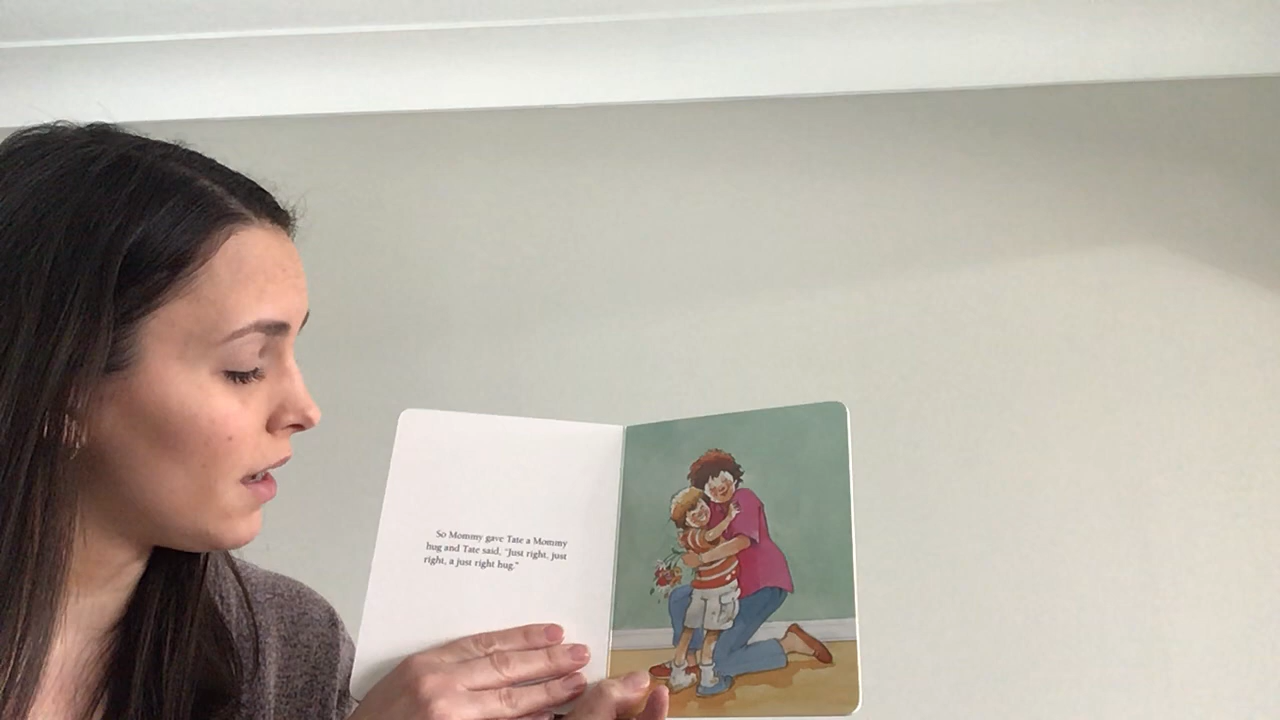 So Mommy gave Tate a Mommy
hug and Tate said, "Just right, just
right, a just right hug."